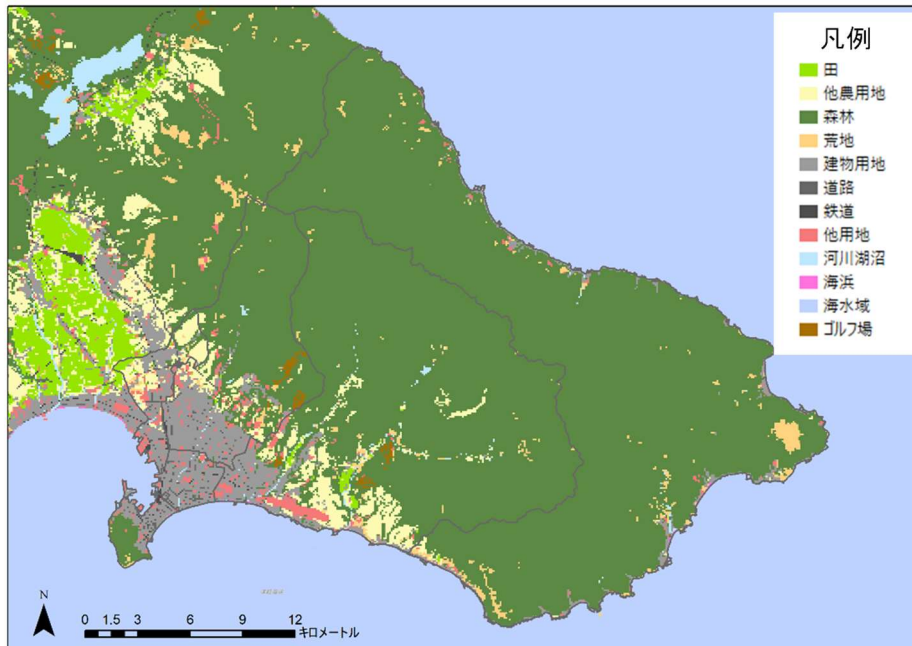 凡例
田
他農用地
森林
荒地
建物用地
道路
鉄道
他用地
河川湖沼
海浜
海水域
ゴルフ場
N
0 1.5 3 6 9 12
キロメートル